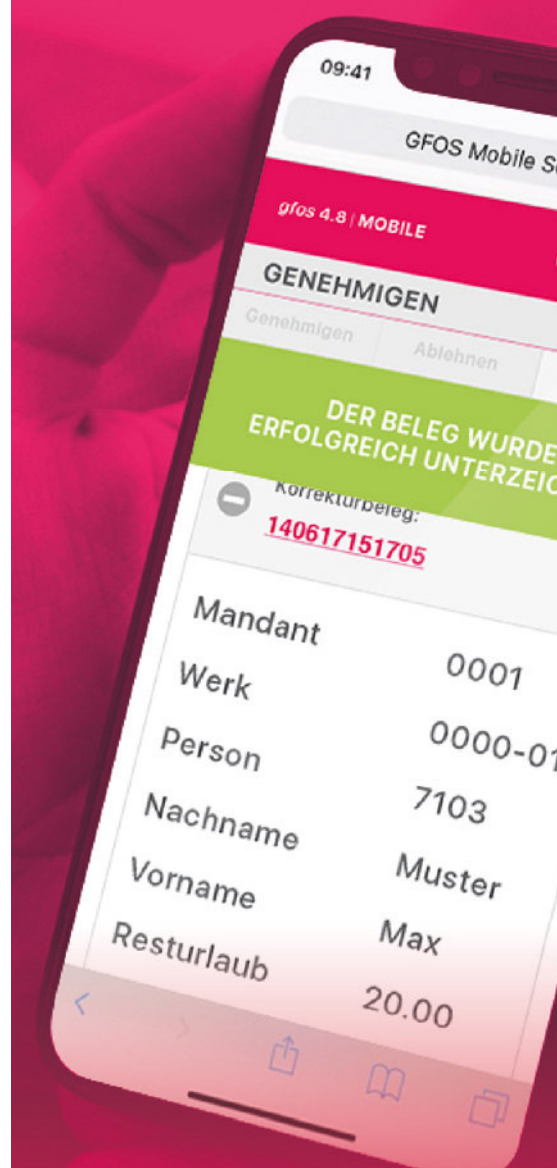 09:41
GFOS Mobile S
gfos 4.8 | MOBILE
GENEHMIGEN
Genehmigen Ablehnen
DER BELEG WURDE
ERFOLGREICH UNTERZEIC
Korrekturbeleg:
140617151705
Mandant 0001
Werk 0000-01
Person 7103
Nachname Muster
Vorname Max
Resturlaub 20.00